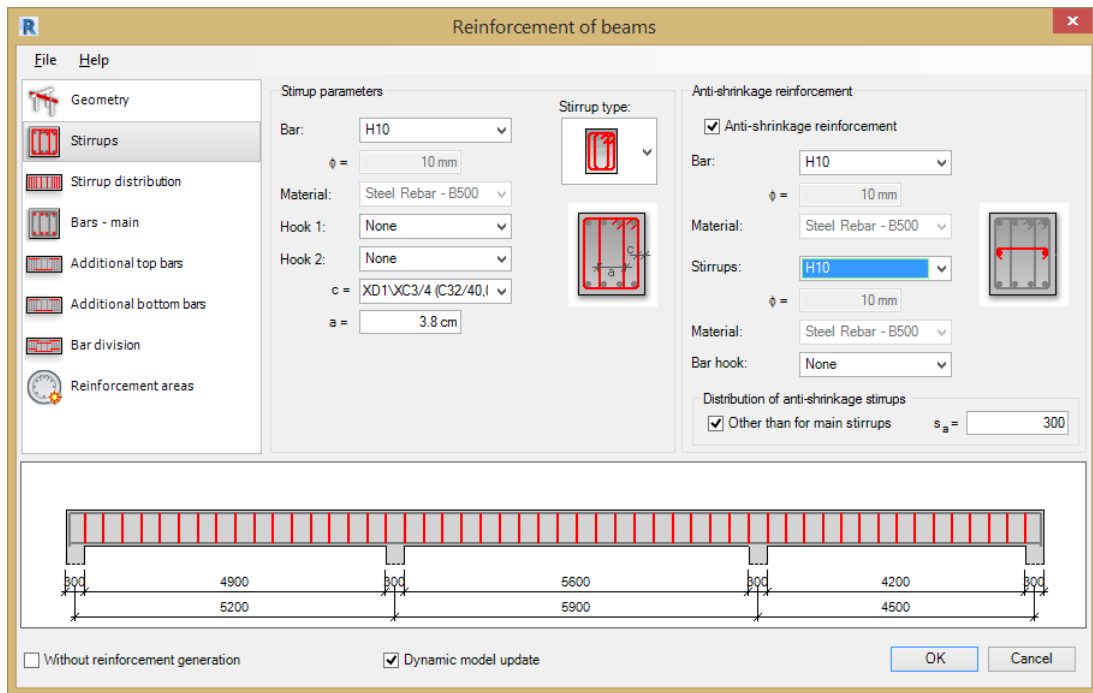 R
Reinforcement of beams
x
File Help
Geometry
Stirrups
Stirrup distribution
Bars - main
Additional top bars
Additional bottom bars
Bar division
Reinforcement areas
Stirrup parameters
Bar: H10
ϕ = 10 mm
Material: Steel Rebar - B500
Hook 1: None
Hook 2: None
c = XD1\XC3/4 (C32/40,(
a = 3.8 cm
Stirrup type:
c
a
Anti-shrinkage reinforcement
Anti-shrinkage reinforcement
Bar: H10
ϕ = 10 mm
Material: Steel Rebar - B500
Stirrups: H10
ϕ = 10 mm
Material: Steel Rebar - B500
Bar hook: None
Distribution of anti-shrinkage stirrups
Other than for main stirrups sa= 300
300 4900 300 5600 300 4200 300
5200 5900 4500
Without reinforcement generation
Dynamic model update
OK Cancel